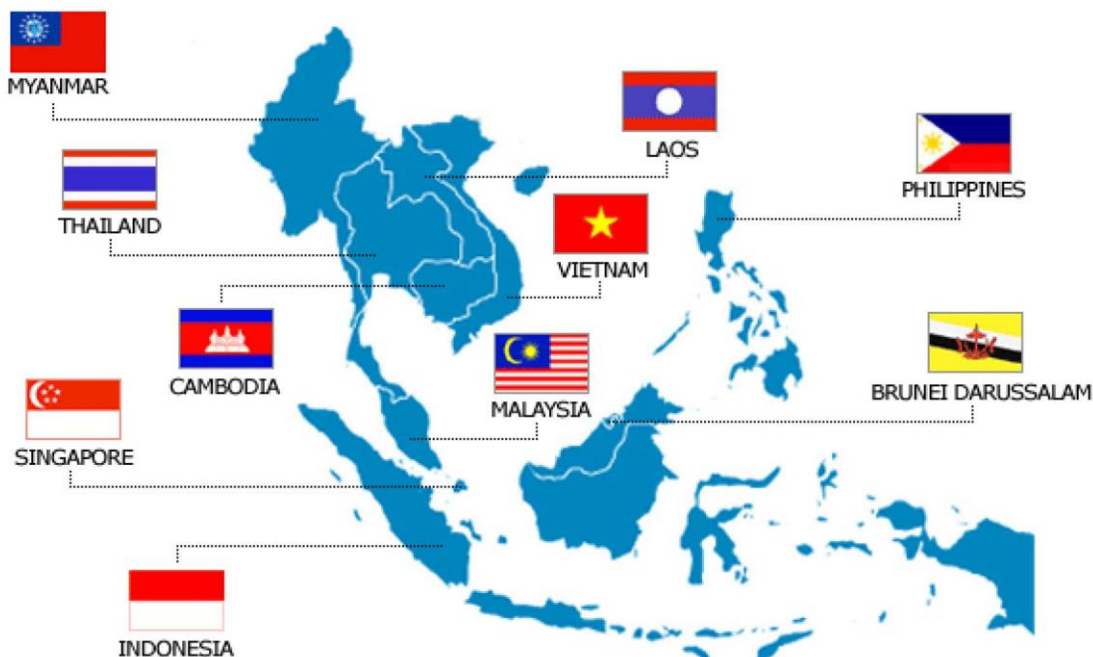 MYANMAR
LAOS
PHILIPPINES
THAILAND
VIETNAM
CAMBODIA
MALAYSIA
BRUNEI DARUSSALAM
SINGAPORE
INDONESIA